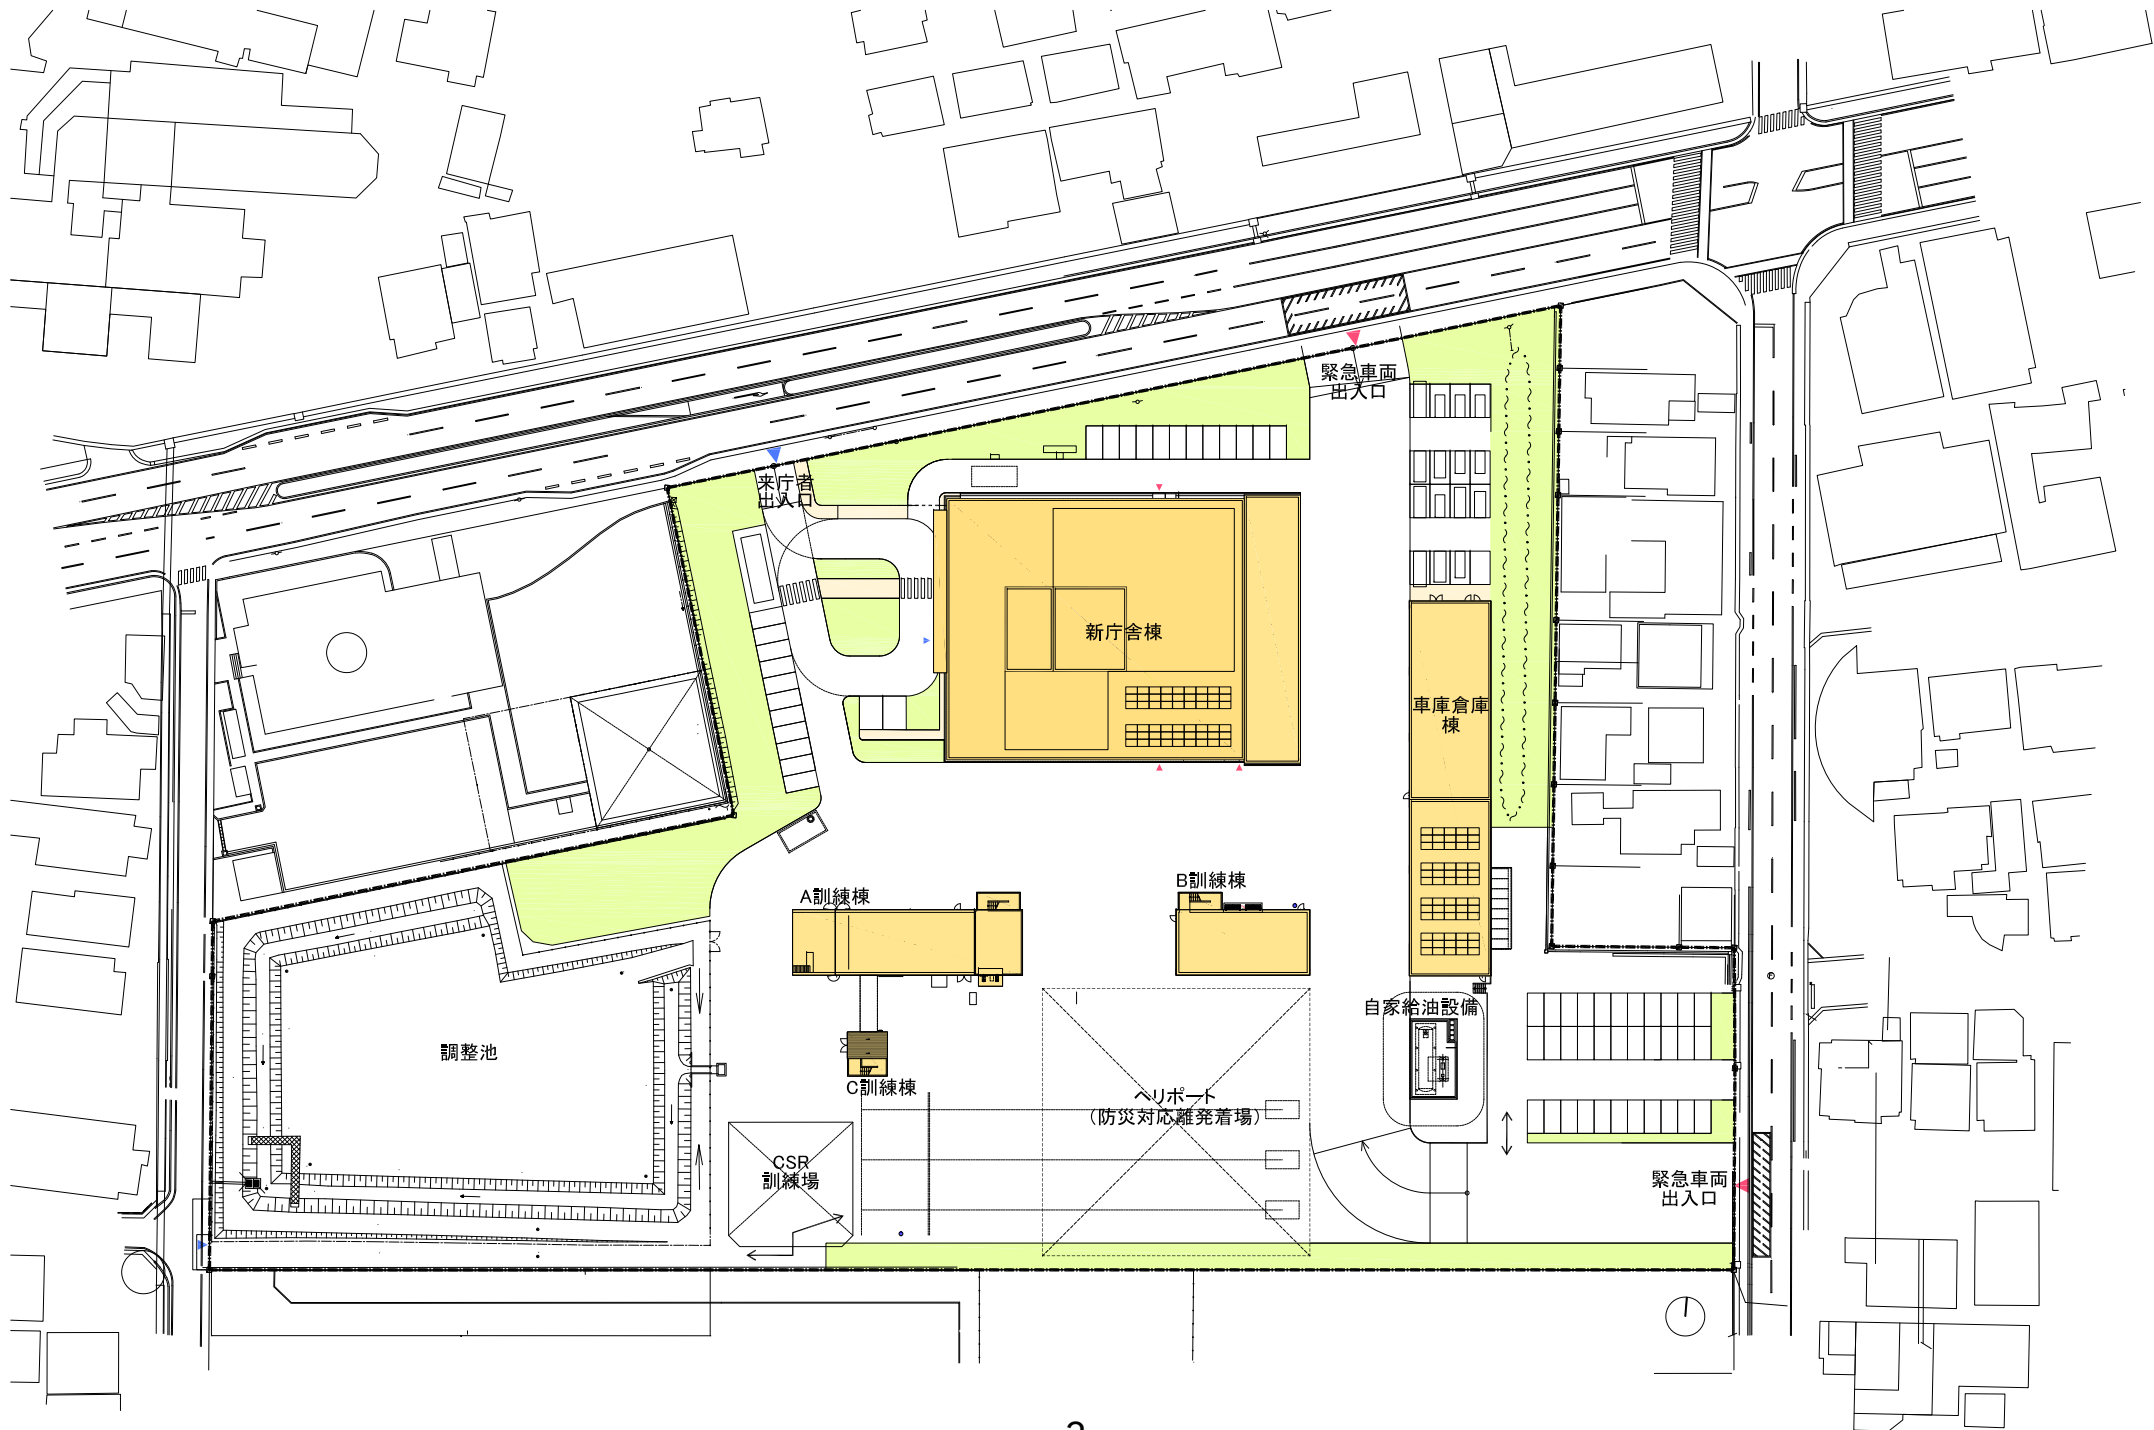 緊急車両
出入口
来庁者
出入口
新庁舎棟
車庫倉庫
棟
A訓練棟
B訓練棟
自家給油設備
調整池
C訓練棟
ヘリポート
(防災対応離発着場)
CSR
訓練場
緊急車両
出入口